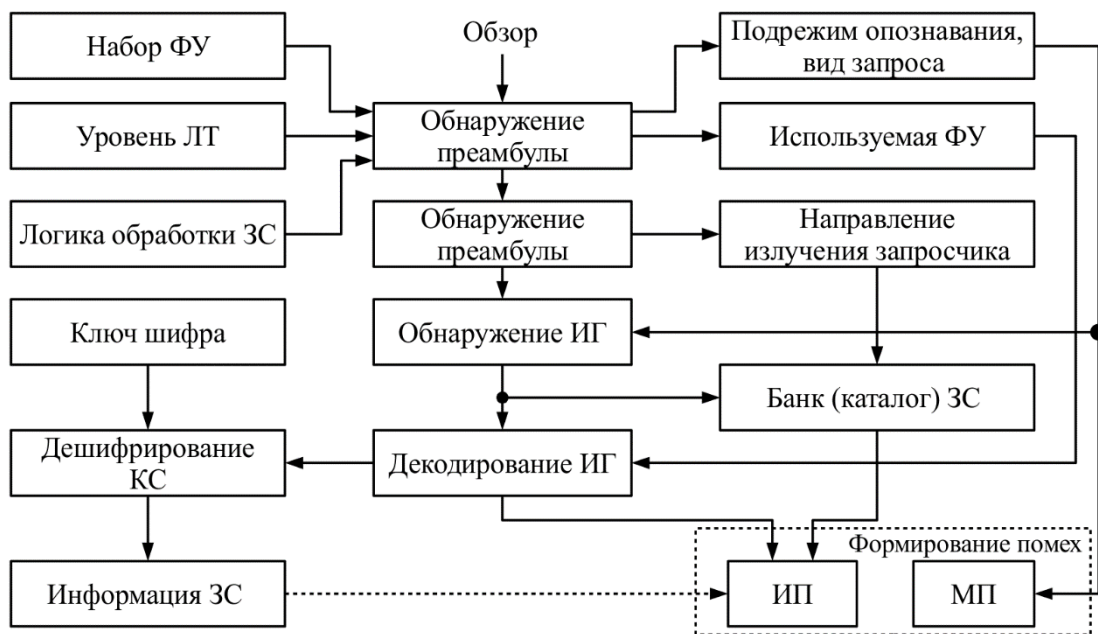 Набор ФУ
Обзор
Подрежим опознавания,
вид запроса
Уровень ЛТ
Обнаружение
преамбулы
Используемая ФУ
Логика обработки ЗС
Обнаружение
преамбулы
Направление
излучения запросчика
Ключ шифра
Обнаружение ИГ
Банк (каталог) ЗС
Дешифрирование
КС
Декодирование ИГ
Формирование помех
Информация ЗС
ИП
МП